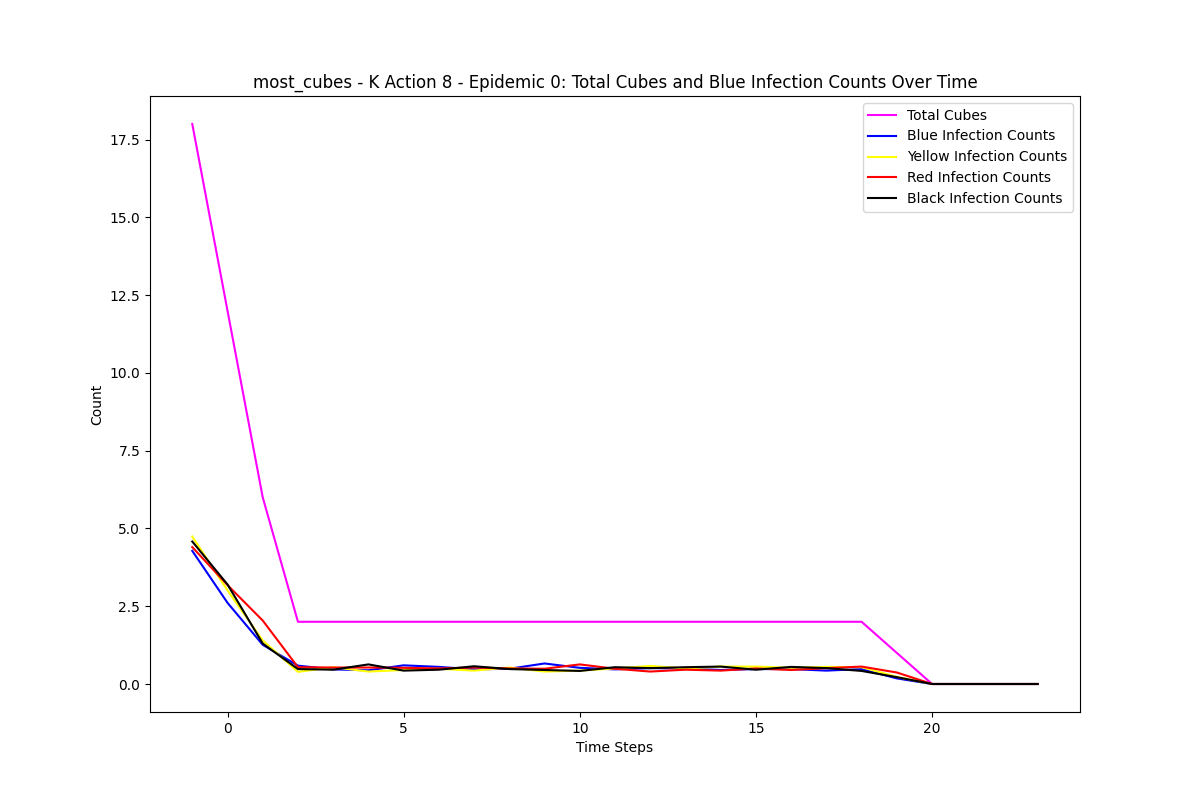 most_cubes - K Action 8 - Epidemic 0: Total Cubes and Blue Infection Counts Over Time
Total Cubes
Blue Infection Counts
Yellow Infection Counts
Red Infection Counts
Black Infection Counts
17.5
15.0
12.5
10.0
7.5
5.0
2.5
0.0
Count
0
5
10
15
20
Time Steps